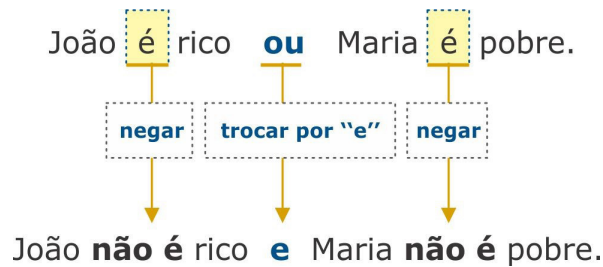 João é rico ou Maria é pobre.
negar trocar por “e” negar
João não é rico e Maria não é pobre.